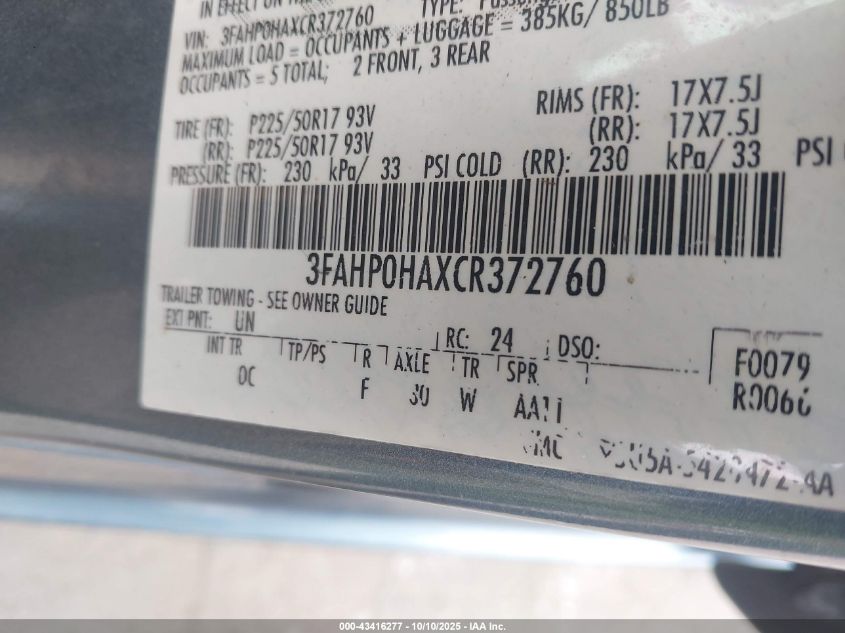 IN EFFECT ON
TYPE: Passenger
VIN: 3FAHP0HAXCR372760
MAXIMUM LOAD = OCCUPANTS + LUGGAGE = 385KG/ 850LB
OCCUPANTS = 5 TOTAL; 2 FRONT, 3 REAR
TIRE (FR): P225/50R17 93V RIMS (FR): 17X7.5J
(RR): P225/50R17 93V (RR): 17X7.5J
PRESSURE (FR): 230 kPa/ 33 PSI COLD (RR): 230 kPa/ 33 PSI
3FAHP0HAXCR372760
TRAILER TOWING - SEE OWNER GUIDE
EXT PNT: UN RC: 24 DSO:
INT TR TP/PS R AXLE TR SPR F0079
OC F W R0066
000-43416277 - 10/10/2025 - IAA Inc.